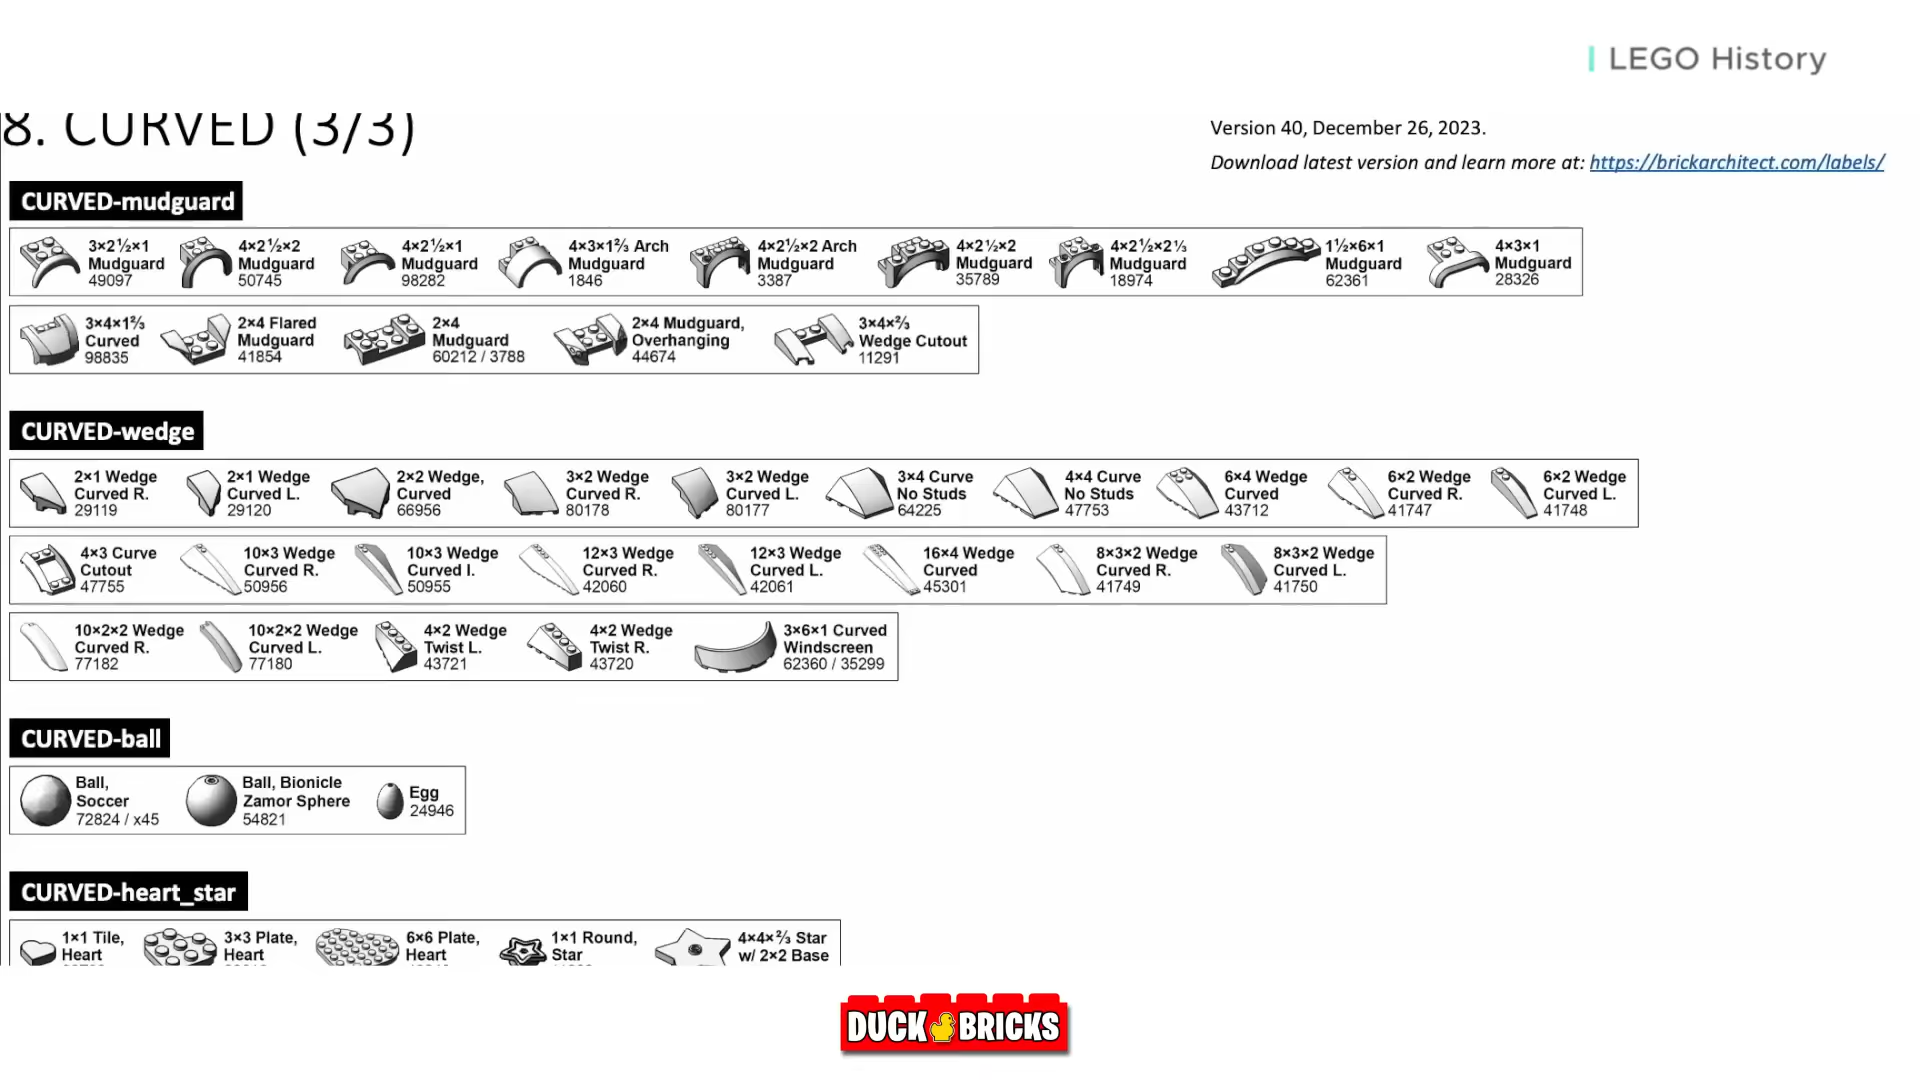 LEGO History
8. CURVED (3/3)
Version 40, December 26, 2023.
Download latest version and learn more at: https://brickarchitect.com/labels/
CURVED-mudguard
3×2½×1
Mudguard
49097
4×2½×2
Mudguard
50745
4×2½×1
Mudguard
98282
4×3×1⅔ Arch
Mudguard
1846
4×2½×2 Arch
Mudguard
3387
4×2½×2
Mudguard
35789
4×2½×2⅓
Mudguard
18974
1½×6×1
Mudguard
62361
4×3×1
Mudguard
28326
3×4×1⅔
Curved
98835
2×4 Flared
Mudguard
41854
2×4
Mudguard
60212 / 3788
2×4 Mudguard,
Overhanging
44674
3×4×⅔
Wedge Cutout
11291
CURVED-wedge
2×1 Wedge
Curved R.
29119
2×1 Wedge
Curved L.
29120
2×2 Wedge,
Curved
66956
3×2 Wedge
Curved R.
80178
3×2 Wedge
Curved L.
80177
3×4 Curve
No Studs
64225
4×4 Curve
No Studs
47753
6×4 Wedge
Curved
43712
6×2 Wedge
Curved R.
41747
6×2 Wedge
Curved L.
41748
4×3 Curve
Cutout
47755
10×3 Wedge
Curved R.
50956
10×3 Wedge
Curved l.
50955
12×3 Wedge
Curved R.
42060
12×3 Wedge
Curved L.
42061
16×4 Wedge
Curved
45301
8×3×2 Wedge
Curved R.
41749
8×3×2 Wedge
Curved L.
41750
10×2×2 Wedge
Curved R.
77182
10×2×2 Wedge
Curved L.
77180
4×2 Wedge
Twist L.
43721
4×2 Wedge
Twist R.
43720
3×6×1 Curved
Windscreen
62360 / 35299
CURVED-ball
Ball,
Soccer
72824 / x45
Ball, Bionicle
Zamor Sphere
54821
Egg
24946
CURVED-heart_star
1×1 Tile,
Heart
3×3 Plate,
Heart
6×6 Plate,
Heart
1×1 Round,
Star
4×4×⅔ Star
w/ 2×2 Base
DUCK BRICKS